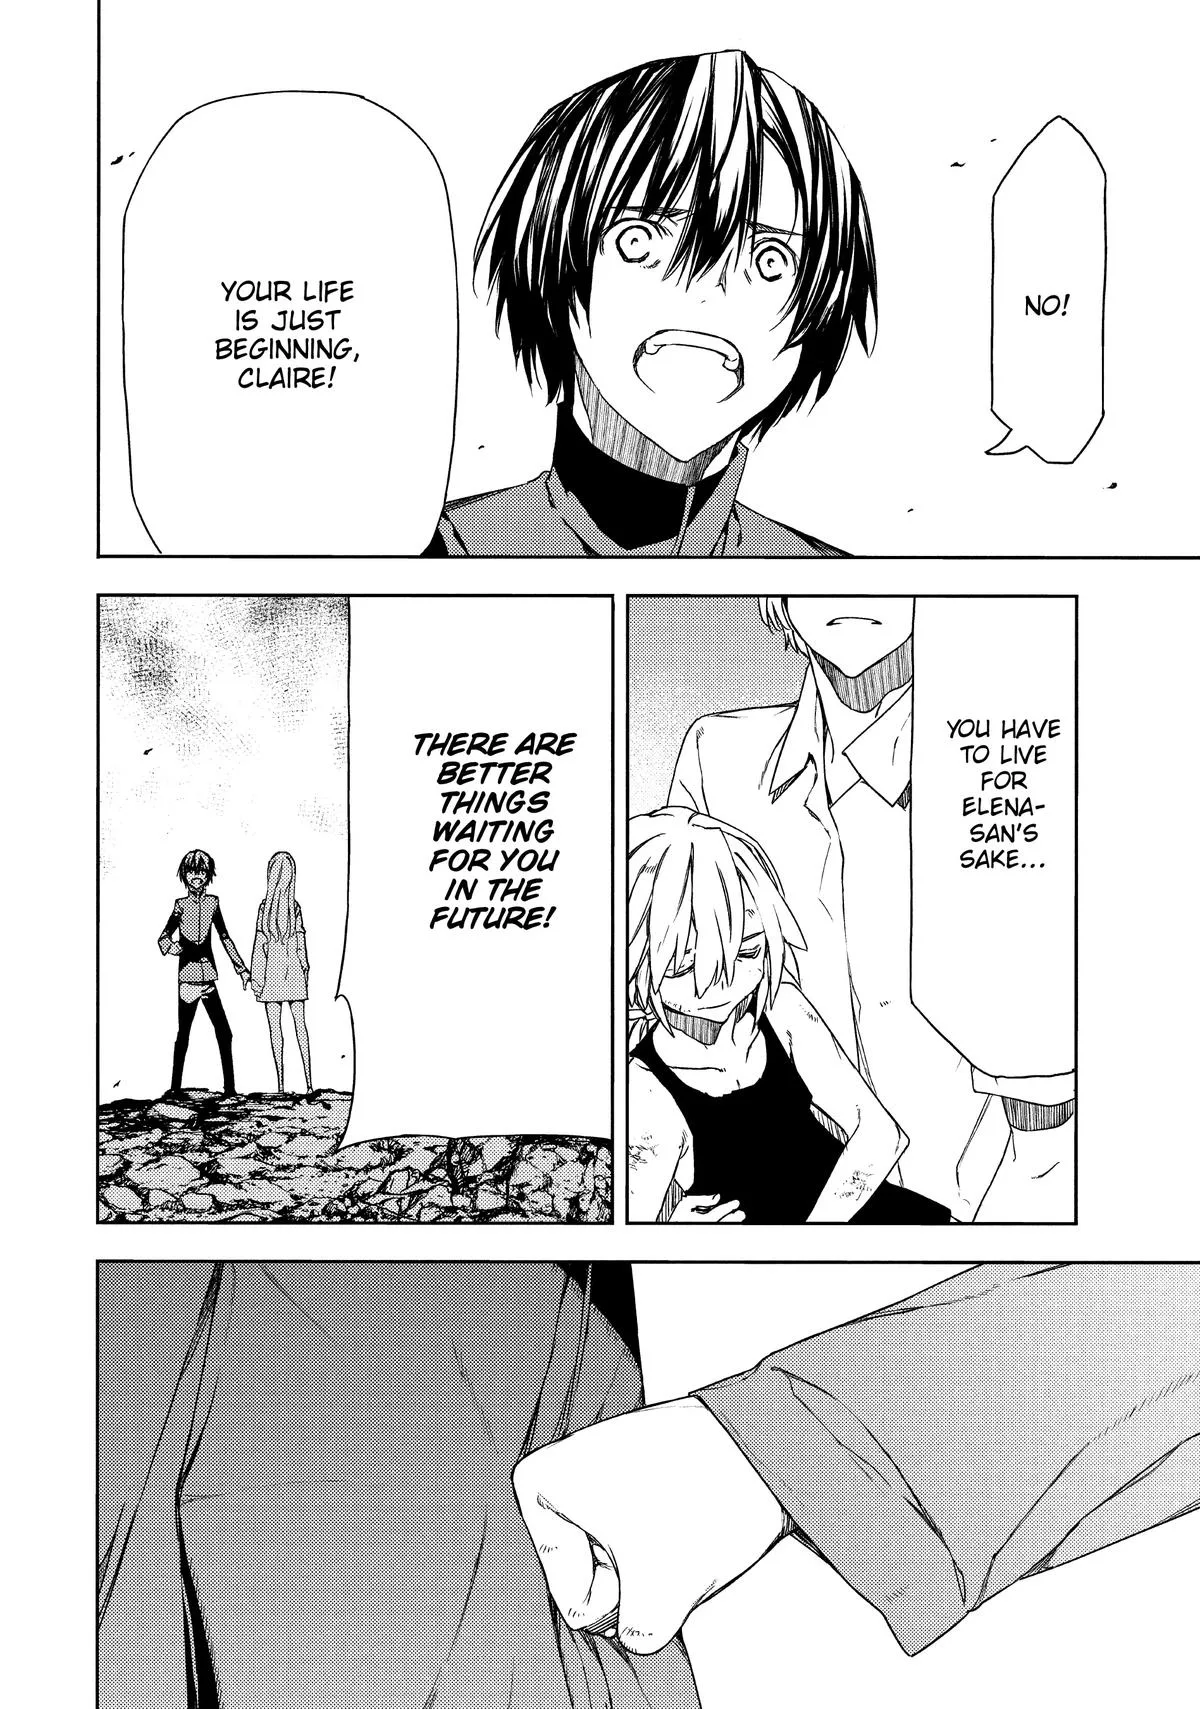 NO!
YOUR LIFE
IS JUST
BEGINNING,
CLAIRE!
YOU HAVE
TO LIVE
FOR
ELENA-
SAN'S
SAKE...
THERE ARE
BETTER
THINGS
WAITING
FOR YOU
IN THE
FUTURE!